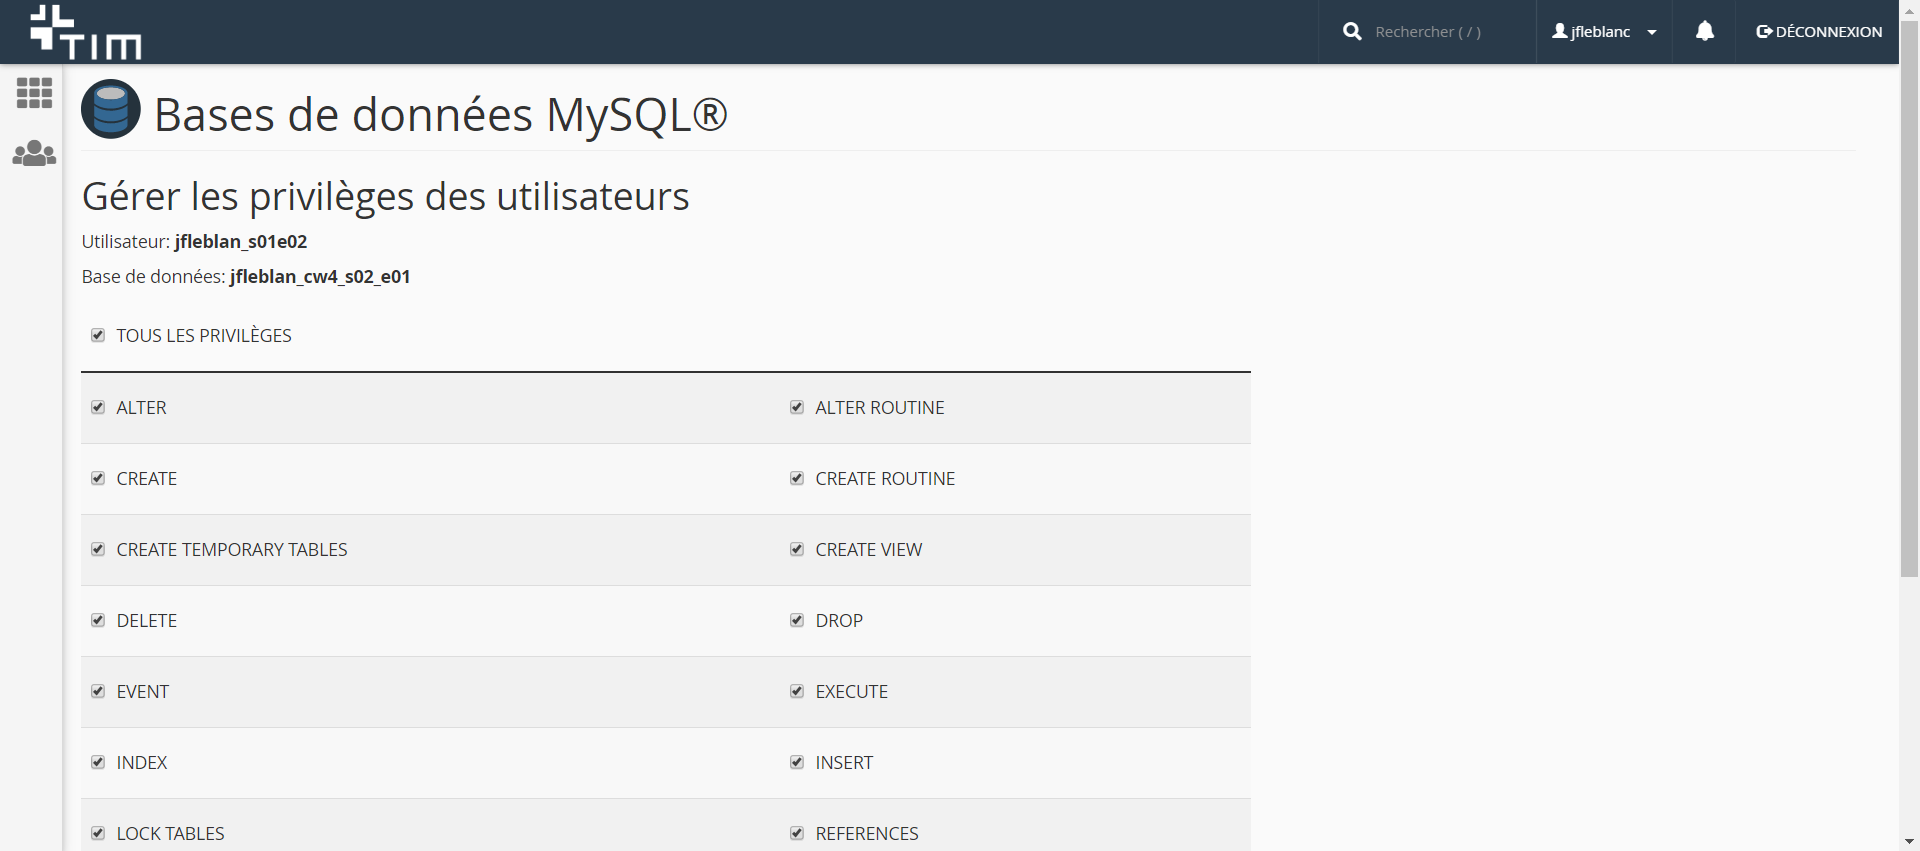 TIM
Rechercher ( / )
jfleblanc
DÉCONNEXION
Bases de données MySQL®
Gérer les privilèges des utilisateurs
Utilisateur: jfleblan_s01e02
Base de données: jfleblan_cw4_s02_e01
TOUS LES PRIVILÈGES
ALTER
ALTER ROUTINE
CREATE
CREATE ROUTINE
CREATE TEMPORARY TABLES
CREATE VIEW
DELETE
DROP
EVENT
EXECUTE
INDEX
INSERT
LOCK TABLES
REFERENCES